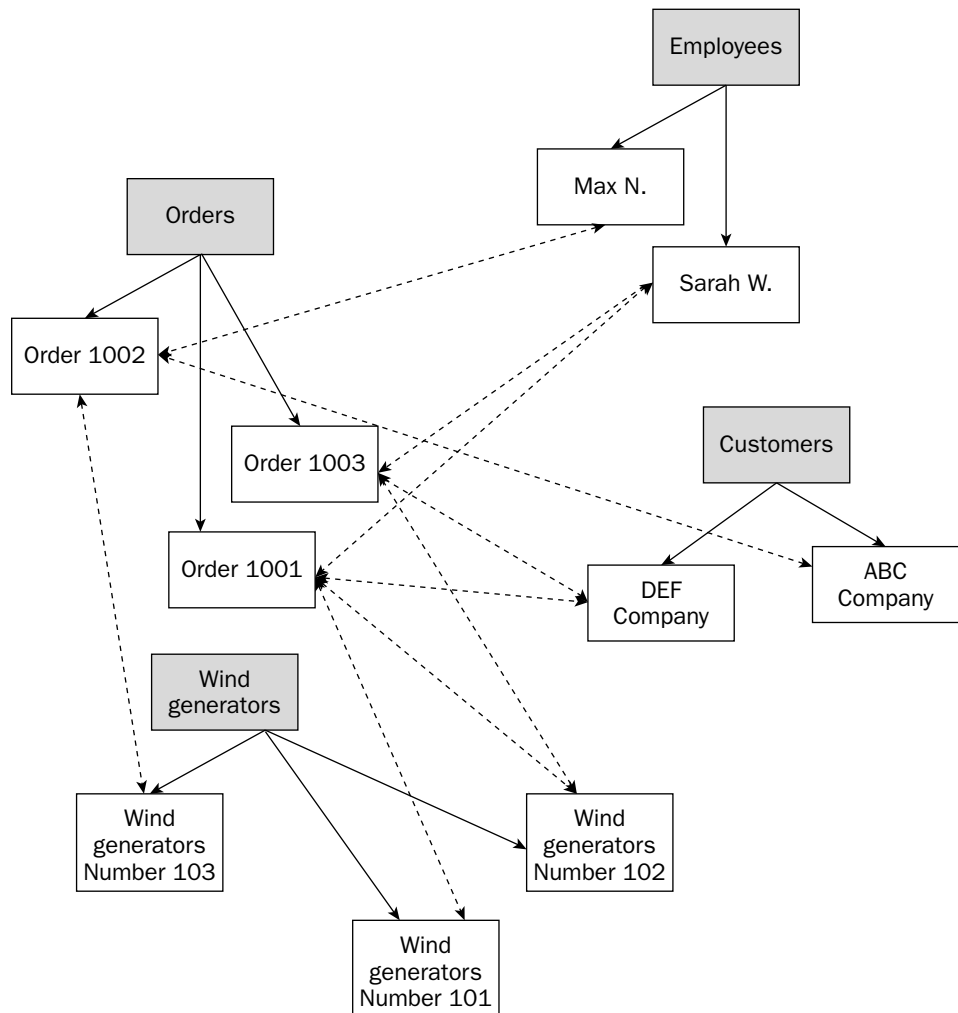 Employees
Max N.
Orders
Sarah W.
Order 1002
Customers
Order 1003
Order 1001
DEF
Company
ABC
Company
Wind
generators
Wind
generators
Number 103
Wind
generators
Number 102
Wind
generators
Number 101